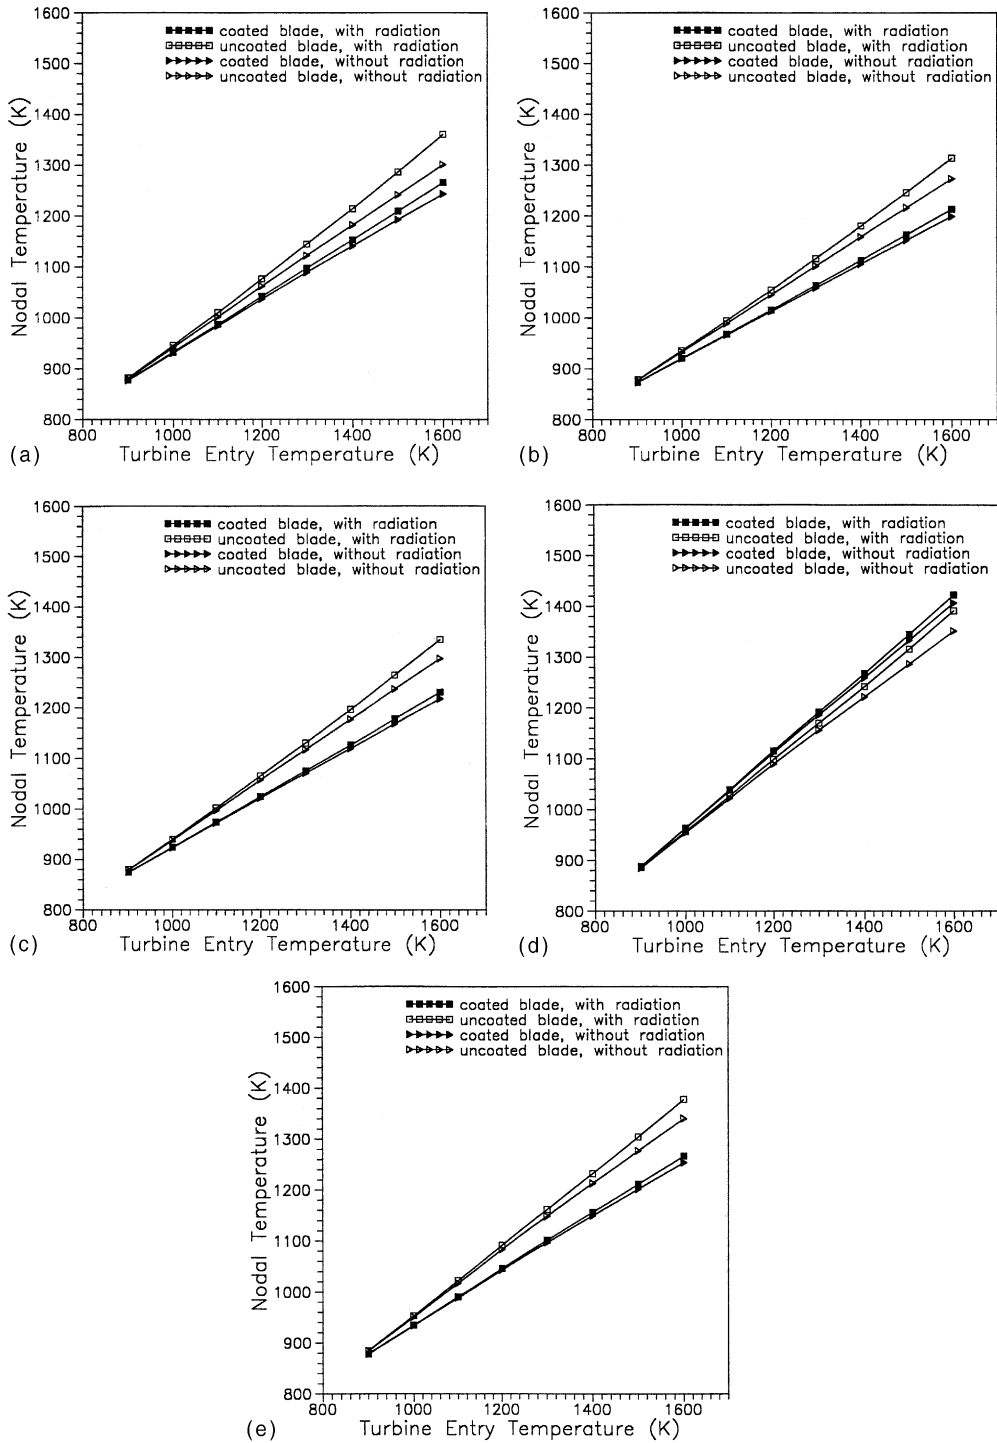 1600
1500
1400
1300
1200
1100
1000
900
800
Nodal Temperature (K)
coated blade, with radiation
uncoated blade, with radiation
coated blade, without radiation
uncoated blade, without radiation
800 1000 1200 1400 1600
(a) Turbine Entry Temperature (K)
1600
1500
1400
1300
1200
1100
1000
900
800
Nodal Temperature (K)
coated blade, with radiation
uncoated blade, with radiation
coated blade, without radiation
uncoated blade, without radiation
800 1000 1200 1400 1600
(b) Turbine Entry Temperature (K)
1600
1500
1400
1300
1200
1100
1000
900
800
Nodal Temperature (K)
coated blade, with radiation
uncoated blade, with radiation
coated blade, without radiation
uncoated blade, without radiation
800 1000 1200 1400 1600
(c) Turbine Entry Temperature (K)
1600
1500
1400
1300
1200
1100
1000
900
800
Nodal Temperature (K)
coated blade, with radiation
uncoated blade, with radiation
coated blade, without radiation
uncoated blade, without radiation
800 1000 1200 1400 1600
(d) Turbine Entry Temperature (K)
1600
1500
1400
1300
1200
1100
1000
900
800
Nodal Temperature (K)
coated blade, with radiation
uncoated blade, with radiation
coated blade, without radiation
uncoated blade, without radiation
800 1000 1200 1400 1600
(e) Turbine Entry Temperature (K)